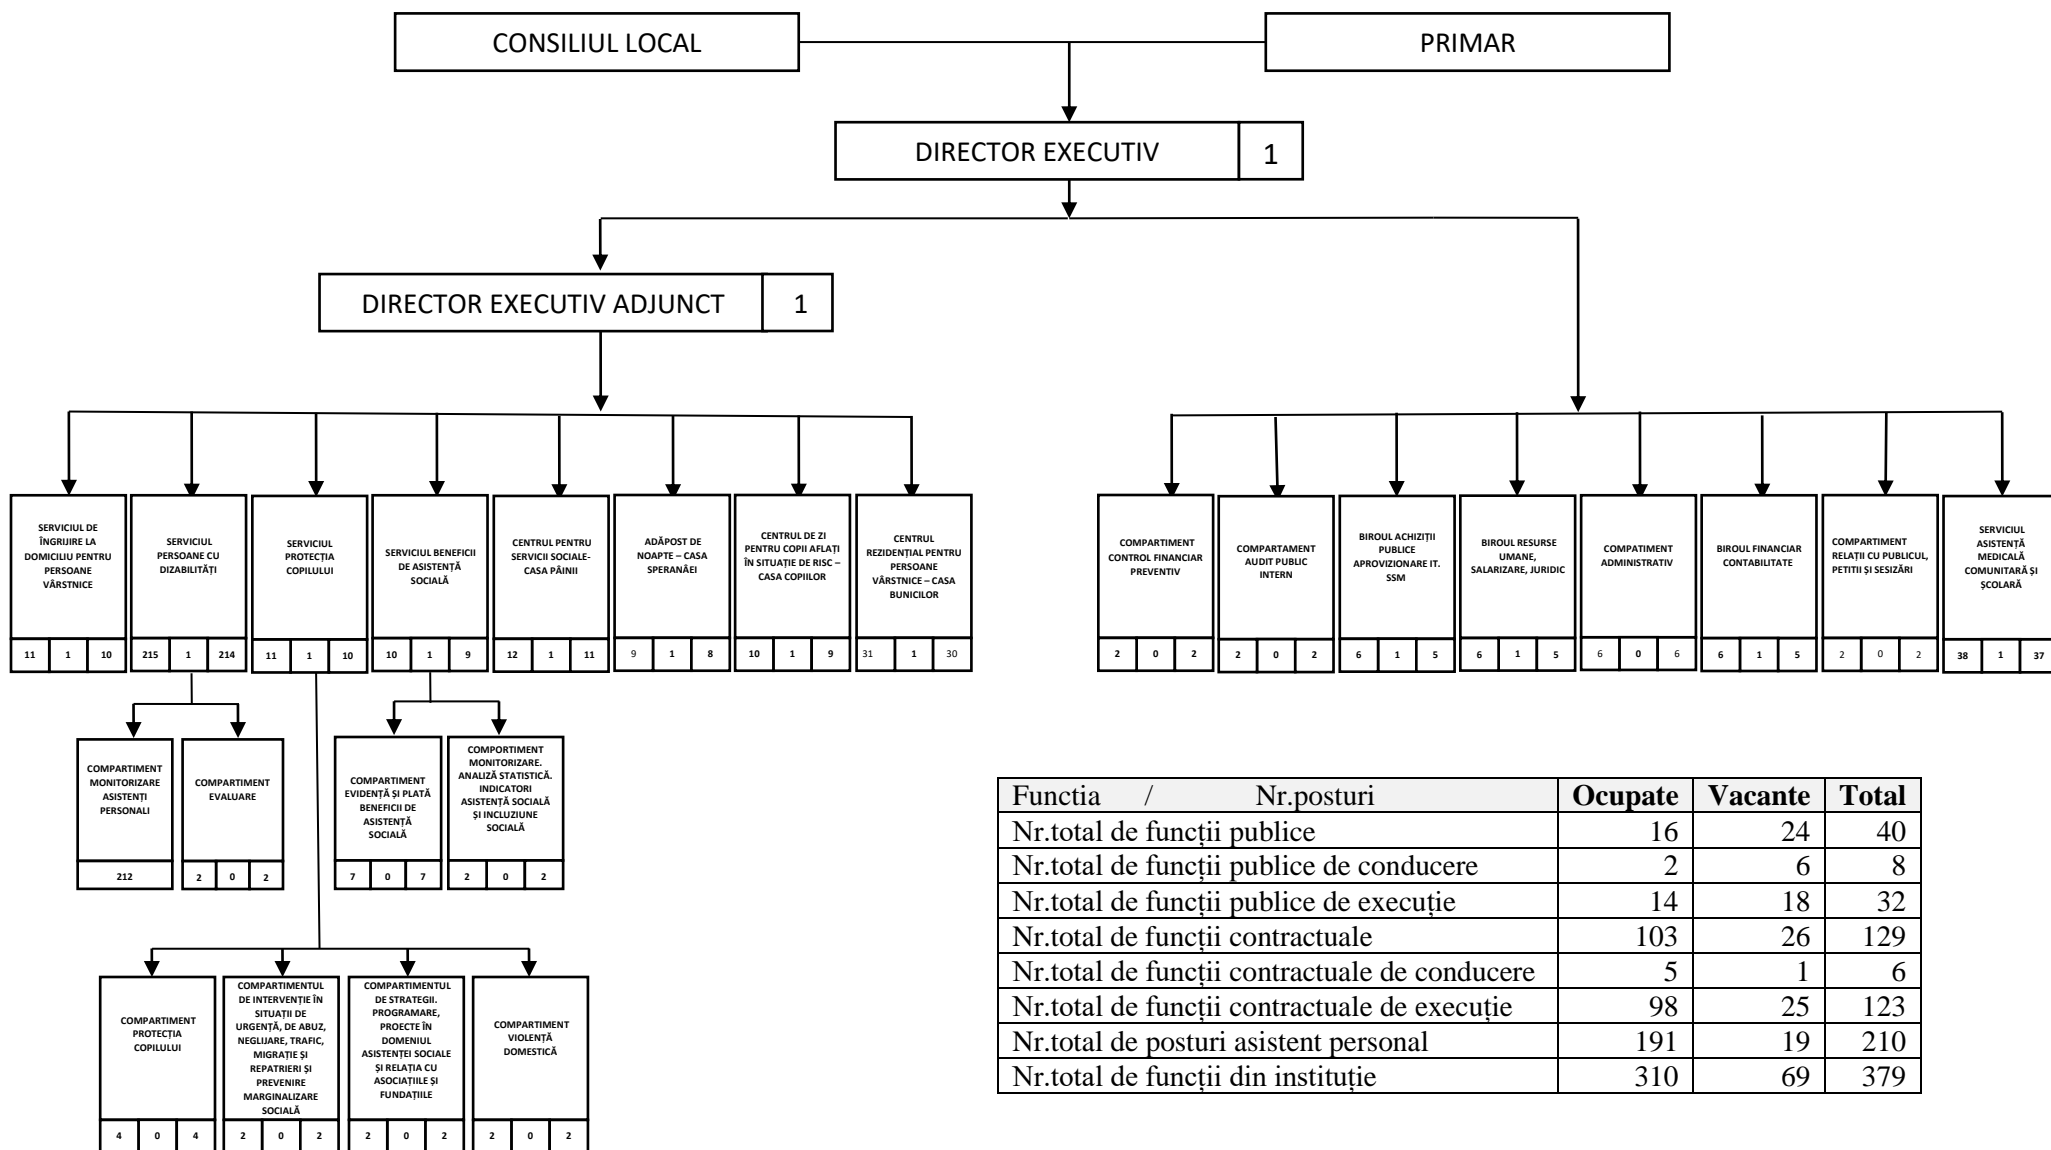 CONSILIUL LOCAL
PRIMAR
DIRECTOR EXECUTIV 1
DIRECTOR EXECUTIV ADJUNCT 1
SERVICIUL DE
ÎNGRIJIRE LA
DOMICILIU PENTRU
PERSOANE
VÂRSTNICE
11 1 10
SERVICIUL
PERSOANE CU
DIZABILITĂȚI
215 1 214
SERVICIUL
PROTECȚIA
COPILULUI
11 1 10
SERVICIUL BENEFICII
DE ASISTENȚĂ
SOCIALĂ
10 1 9
CENTRUL PENTRU
SERVICII SOCIALE-
CASA PÂINII
12 1 11
ADĂPOST DE
NOAPTE – CASA
SPERANÂEI
9 1 8
CENTRUL DE ZI
PENTRU COPII AFLAȚI
ÎN SITUAȚIE DE RISC –
CASA COPIILOR
10 1 9
CENTRUL
REZIDENȚIAL PENTRU
PERSOANE
VÂRSTNICE – CASA
BUNICILOR
31 1 30
COMPARTIMENT
CONTROL FINANCIAR
PREVENTIV
2 0 2
COMPARTAMENT
AUDIT PUBLIC
INTERN
2 0 2
BIROUL ACHIZIȚII
PUBLICE
APROVIZIONARE IT.
SSM
6 1 5
BIROUL RESURSE
UMANE,
SALARIZARE, JURIDIC
6 1 5
COMPATIMENT
ADMINISTRATIV
6 0 6
BIROUL FINANCIAR
CONTABILITATE
6 1 5
COMPARTIMENT
RELAȚII CU PUBLICUL,
PETITII ȘI SESIZĂRI
2 0 2
SERVICIUL
ASISTENȚĂ
MEDICALĂ
COMUNITARĂ ȘI
ȘCOLARĂ
38 1 37
COMPARTIMENT
MONITORIZARE
ASISTENȚI
PERSONALI
212
COMPARTIMENT
EVALUARE
2 0 2
COMPARTIMENT
EVIDENȚĂ ȘI PLATĂ
BENEFICII DE
ASISTENȚĂ
SOCIALĂ
7 0 7
COMPORTIMENT
MONITORIZARE.
ANALIZĂ STATISTICĂ.
INDICATORI
ASISTENȚĂ SOCIALĂ
ȘI INCLUZIUNE
SOCIALĂ
2 0 2
COMPARTIMENT
PROTECȚIA
COPILULUI
4 0 4
COMPARTIMENTUL
DE INTERVENȚIE ÎN
SITUAȚII DE
URGENȚĂ, DE ABUZ,
NEGLIJARE, TRAFIC,
MIGRAȚIE ȘI
REPATRIERI ȘI
PREVENIRE
MARGINALIZARE
SOCIALĂ
2 0 2
COMPARTIMENTUL
DE STRATEGII.
PROGRAMARE,
PROECTE ÎN
DOMENIUL
ASISTENȚEI SOCIALE
ȘI RELAȚIA CU
ASOCIAȚIILE ȘI
FUNDAȚIILE
2 0 2
COMPARTIMENT
VIOLENȚĂ
DOMESTICĂ
2 0 2
Functia / Nr.posturi Ocupate Vacante Total
Nr.total de funcții publice 16 24 40
Nr.total de funcții publice de conducere 2 6 8
Nr.total de funcții publice de execuție 14 18 32
Nr.total de funcții contractuale 103 26 129
Nr.total de funcții contractuale de conducere 5 1 6
Nr.total de funcții contractuale de execuție 98 25 123
Nr.total de posturi asistent personal 191 19 210
Nr.total de funcții din instituție 310 69 379